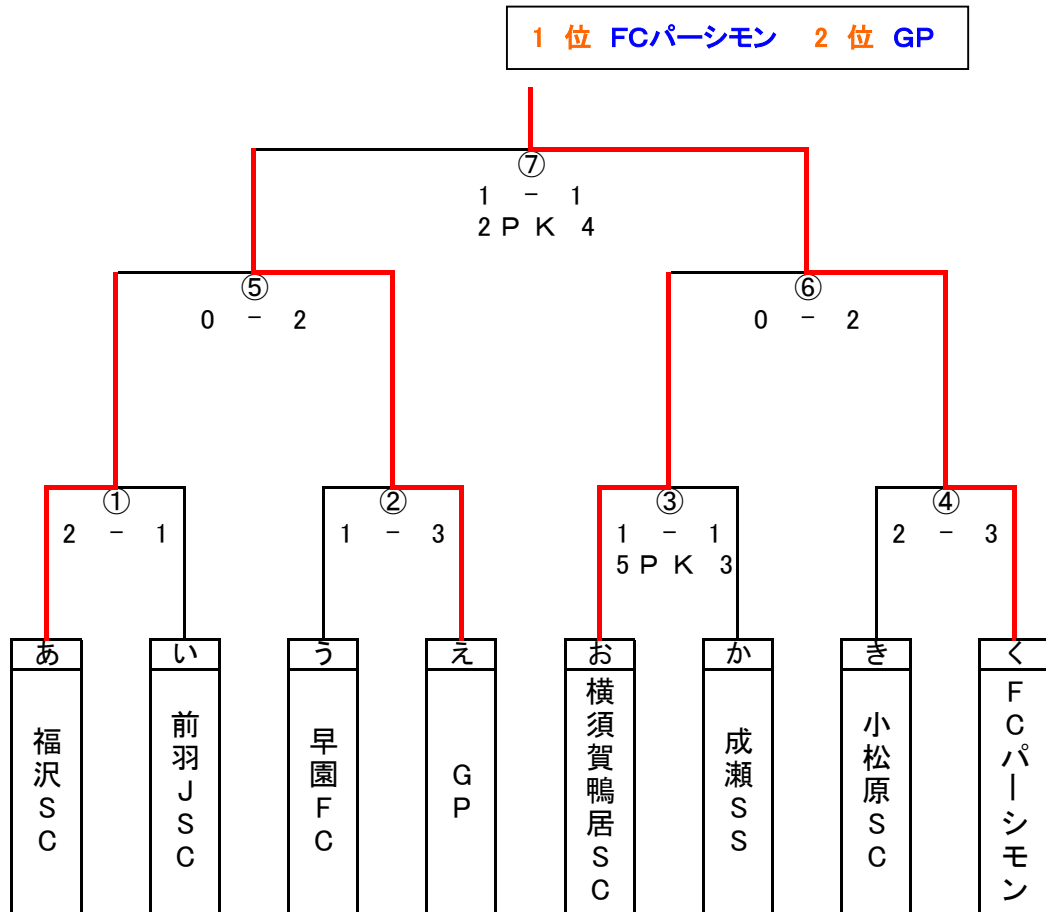 1 位 FCパーシモン 2 位 GP
⑦
1 - 1
2 P K 4
⑤ ⑥
0 - 2 0 - 2
① ② ③ ④
2 - 1 1 - 3 1 - 1 2 - 3
5 P K 3
あ い う え お か き く
福沢SC
前羽JSC
早園FC
GP
横須賀鴨居SC
成瀬SS
小松原SC
FCパーシモン